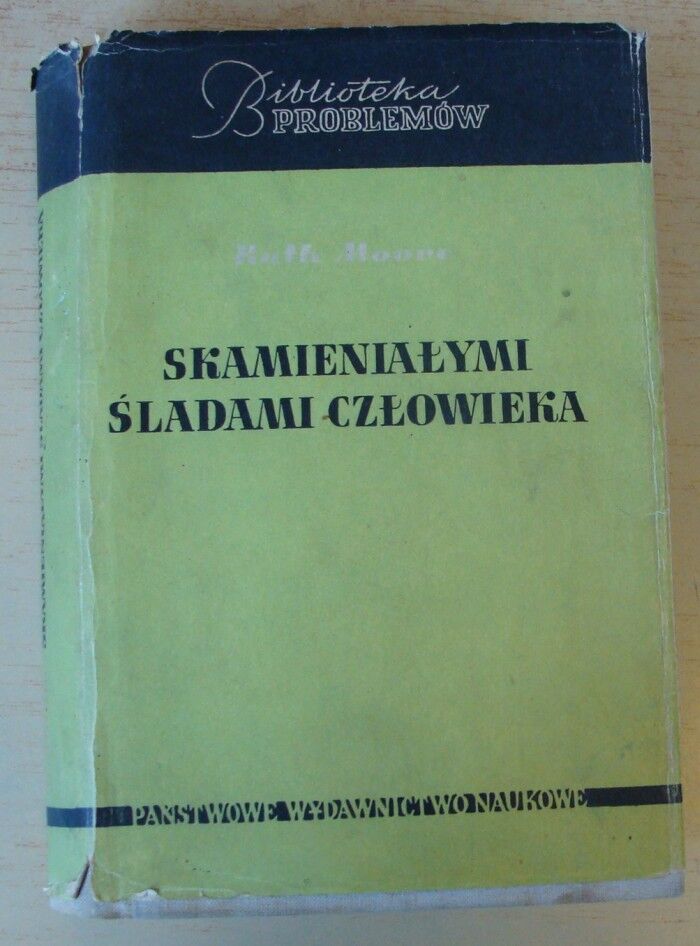 Biblioteka
PROBLEMÓW
Ruth Moore
SKAMIENIAŁYMI
ŚLADAMI CZŁOWIEKA
PAŃSTWOWE WYDAWNICTWO NAUKOWE